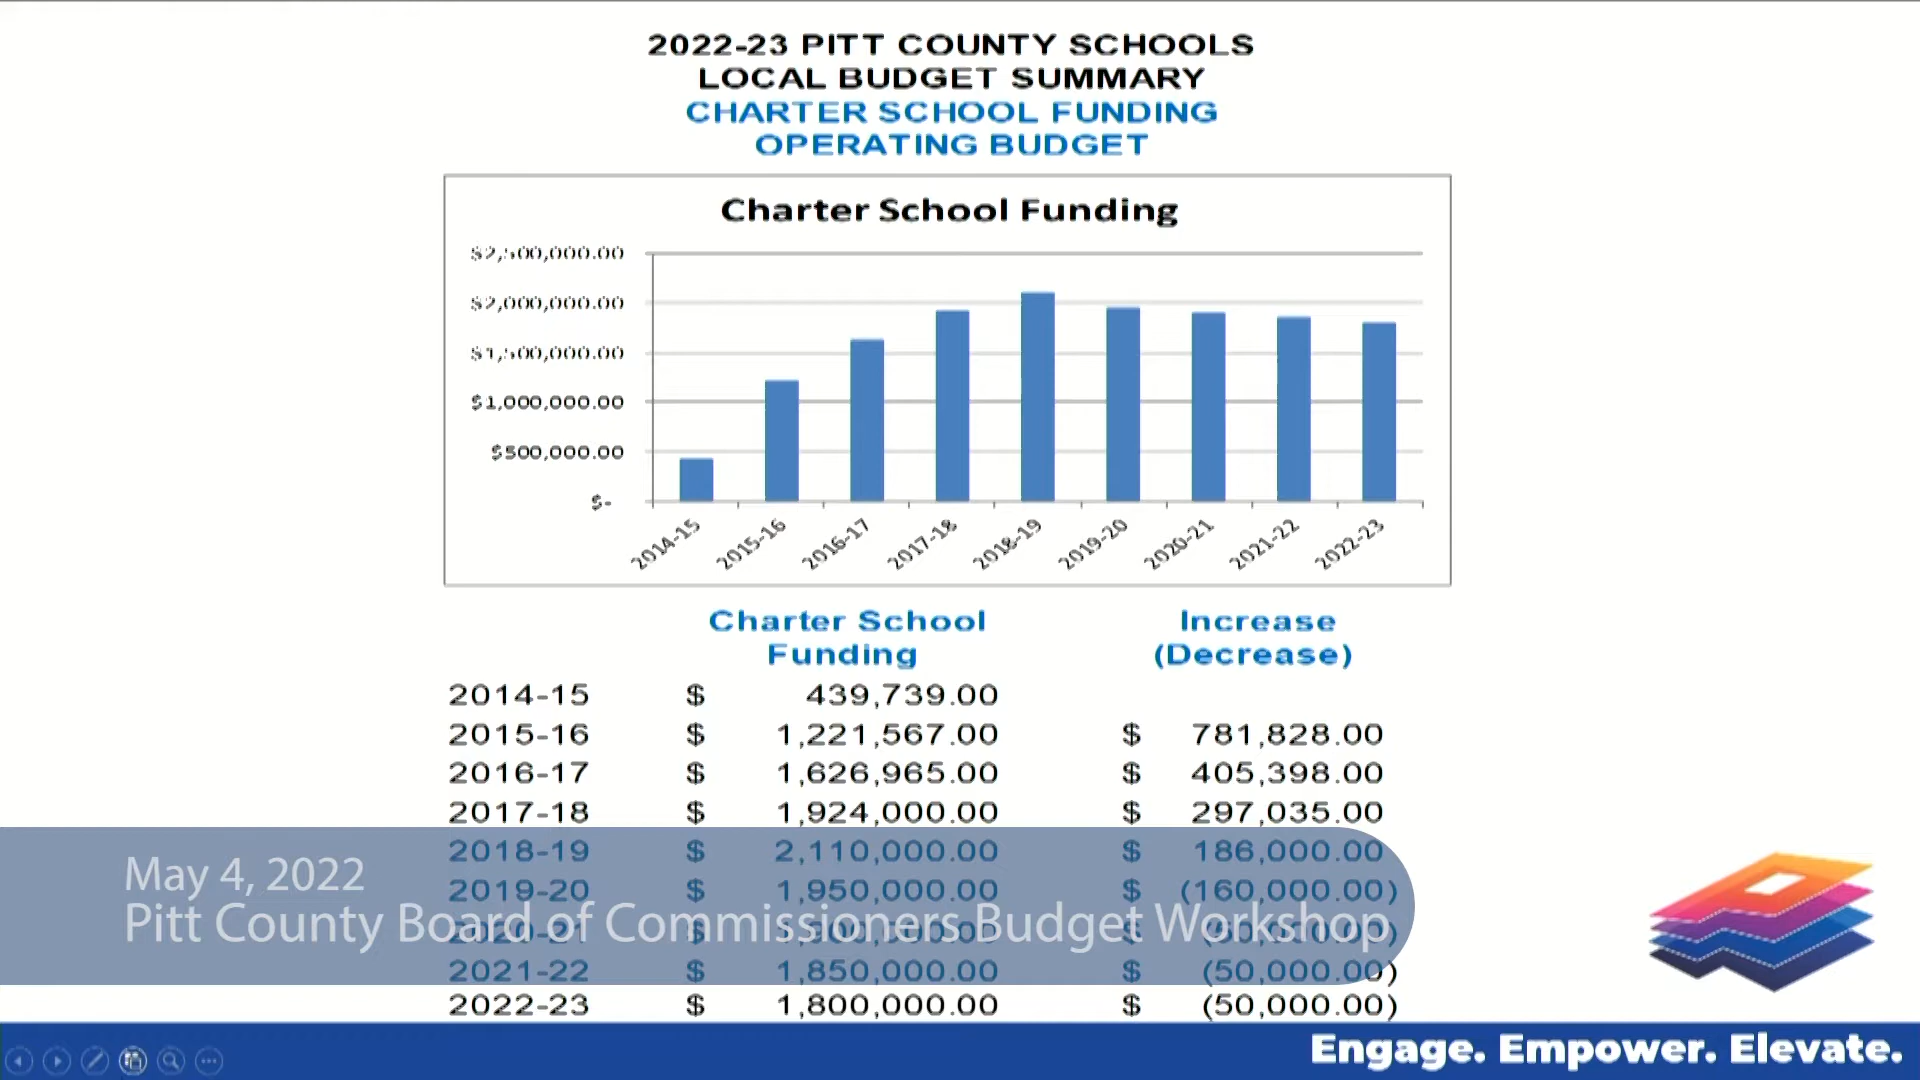 2022-23 PITT COUNTY SCHOOLS
LOCAL BUDGET SUMMARY
CHARTER SCHOOL FUNDING
OPERATING BUDGET
Charter School Funding
$2,500,000.00
$2,000,000.00
$1,500,000.00
$1,000,000.00
$500,000.00
$-
2014-15 2015-16 2016-17 2017-18 2018-19 2019-20 2020-21 2021-22 2022-23
Charter School Increase
Funding (Decrease)
2014-15 $ 439,739.00
2015-16 $ 1,221,567.00 $ 781,828.00
2016-17 $ 1,626,965.00 $ 405,398.00
2017-18 $ 1,924,000.00 $ 297,035.00
2018-19 $ 2,110,000.00 $ 186,000.00
May 4, 2022
2019-20 $ 1,950,000.00 $ (160,000.00)
Pitt County Board of Commissioners Budget Workshop
2021-22 $ 1,850,000.00 $ (50,000.00)
2022-23 $ 1,800,000.00 $ (50,000.00)
Engage. Empower. Elevate.